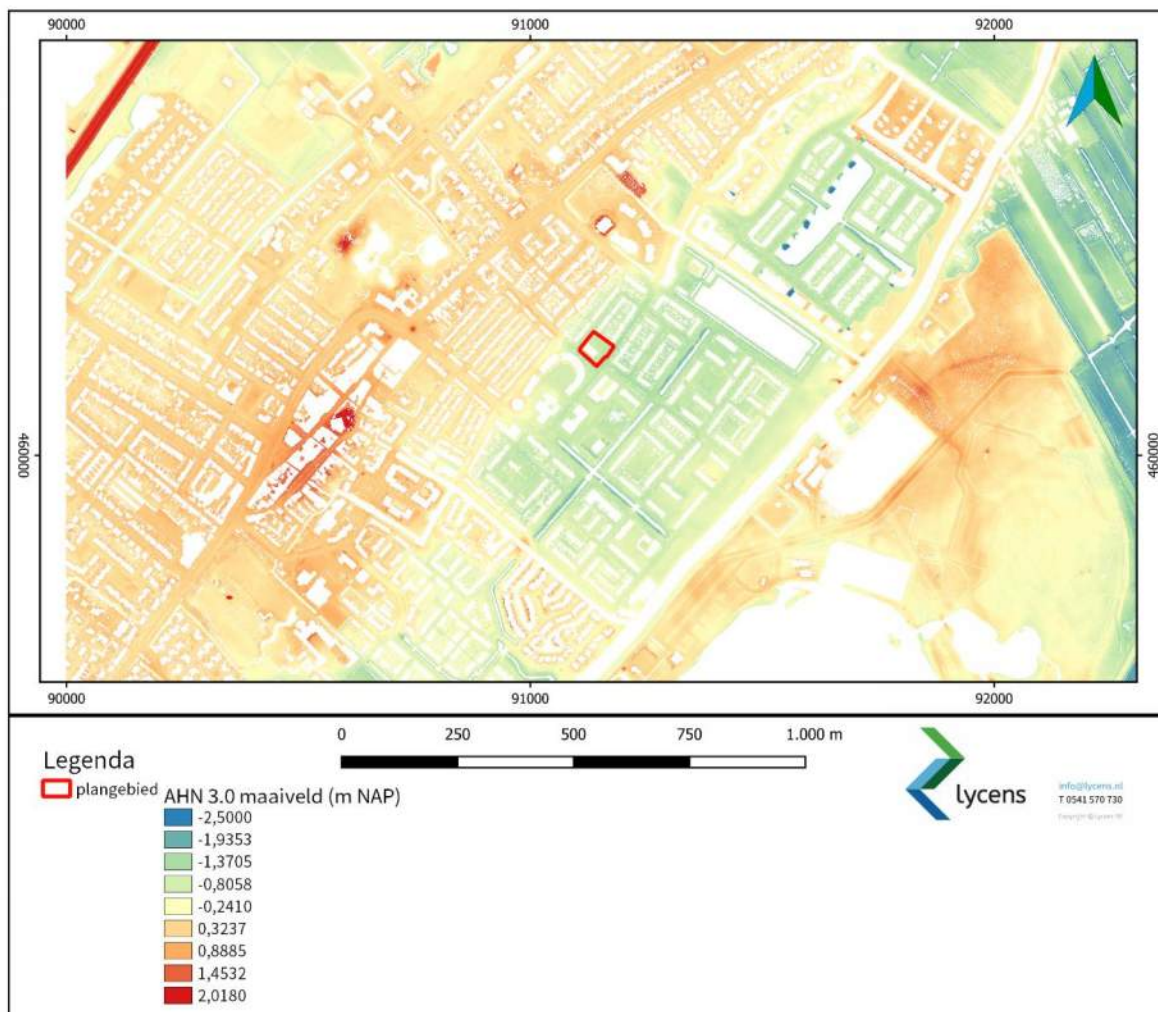 90000 91000 92000
460000 460000
90000 91000 92000
0 250 500 750 1.000 m
Legenda
plangebied
AHN 3.0 maaiveld (m NAP)
-2,5000
-1,9353
-1,3705
-0,8058
-0,2410
0,3237
0,8885
1,4532
2,0180
lycens
info@lycens.nl
T 0541 570 730